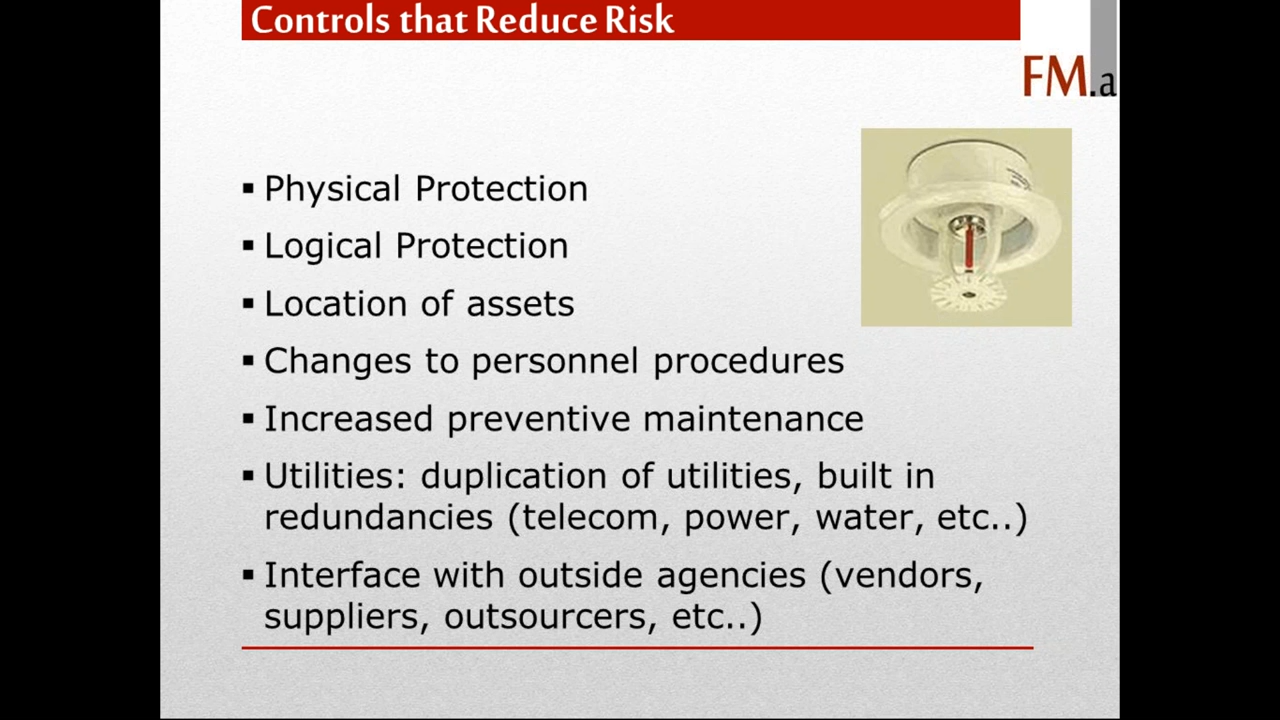 Controls that Reduce Risk
FM.a
▪ Physical Protection
▪ Logical Protection
▪ Location of assets
▪ Changes to personnel procedures
▪ Increased preventive maintenance
▪ Utilities: duplication of utilities, built in
redundancies (telecom, power, water, etc..)
▪ Interface with outside agencies (vendors,
suppliers, outsourcers, etc..)